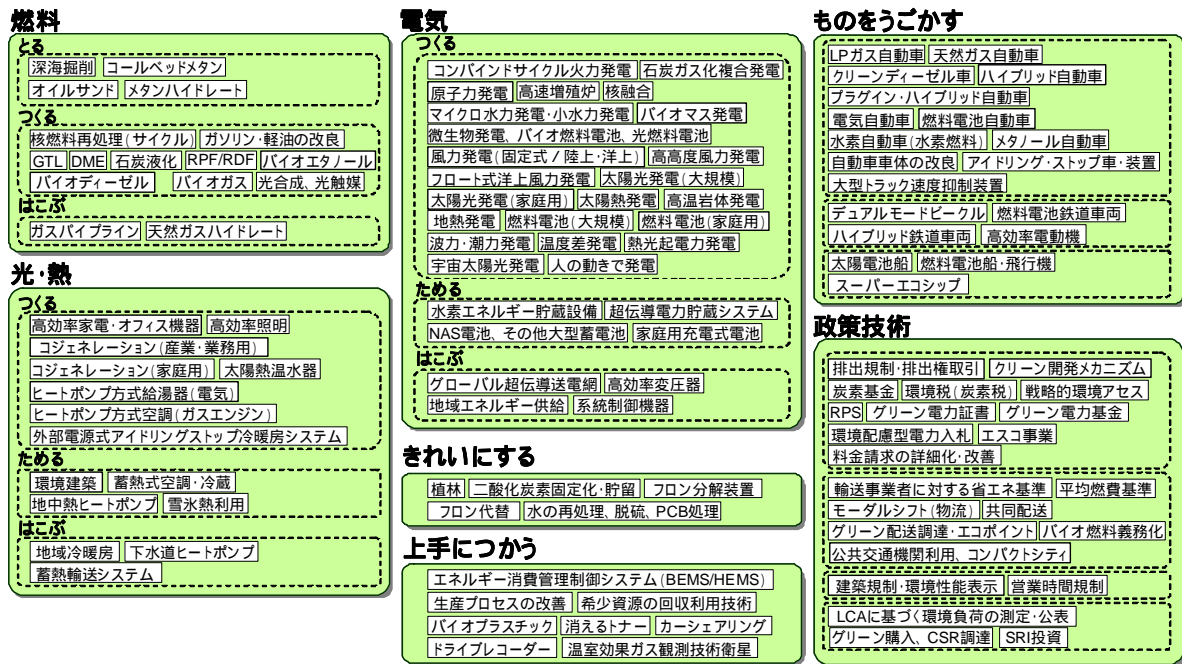 燃料
とる
深海掘削 コールベッドメタン
オイルサンド メタンハイドレート
つくる
核燃料再処理(サイクル) ガソリン・軽油の改良
GTL DME 石炭液化 RPF/RDF バイオエタノール
バイオディーゼル バイオガス 光合成、光触媒
はこぶ
ガスパイプライン 天然ガスハイドレート
光・熱
つくる
高効率家電・オフィス機器 高効率照明
コジェネレーション(産業・業務用)
コジェネレーション(家庭用) 太陽熱温水器
ヒートポンプ方式給湯器(電気)
ヒートポンプ方式空調(ガスエンジン)
外部電源式アイドリングストップ冷暖房システム
ためる
環境建築 蓄熱式空調・冷蔵
地中熱ヒートポンプ 雪氷熱利用
はこぶ
地域冷暖房 下水道ヒートポンプ
蓄熱輸送システム
電気
つくる
コンバインドサイクル火力発電 石炭ガス化複合発電
原子力発電 高速増殖炉 核融合
マイクロ水力発電・小水力発電 バイオマス発電
微生物発電、バイオ燃料電池、光燃料電池
風力発電(固定式/陸上・洋上) 高高度風力発電
フロート式洋上風力発電 太陽光発電(大規模)
太陽光発電(家庭用) 太陽熱発電 高温岩体発電
地熱発電 燃料電池(大規模) 燃料電池(家庭用)
波力・潮力発電 温度差発電 熱光起電力発電
宇宙太陽光発電 人の動きで発電
ためる
水素エネルギー貯蔵設備 超伝導電力貯蔵システム
NAS電池、その他大型蓄電池 家庭用充電式電池
はこぶ
グローバル超伝導送電網 高効率変圧器
地域エネルギー供給 系統制御機器
きれいにする
植林 二酸化炭素固定化・貯留 フロン分解装置
フロン代替 水の再処理、脱硫、PCB処理
上手につかう
エネルギー消費管理制御システム(BEMS/HEMS)
生産プロセスの改善 希少資源の回収利用技術
バイオプラスチック 消えるトナー カーシェアリング
ドライブレコーダー 温室効果ガス観測技術衛星
ものをうごかす
LPガス自動車 天然ガス自動車
クリーンディーゼル車 ハイブリッド自動車
プラグイン・ハイブリッド自動車
電気自動車 燃料電池自動車
水素自動車(水素燃料) メタノール自動車
自動車車体の改良 アイドリング・ストップ車・装置
大型トラック速度抑制装置
デュアルモードビークル 燃料電池鉄道車両
ハイブリッド鉄道車両 高効率電動機
太陽電池船 燃料電池船・飛行機
スーパーエコシップ
政策技術
排出規制・排出権取引 クリーン開発メカニズム
炭素基金 環境税(炭素税) 戦略的環境アセス
RPS グリーン電力証書 グリーン電力基金
環境配慮型電力入札 エスコ事業
料金請求の詳細化・改善
輸送事業者に対する省エネ基準 平均燃費基準
モーダルシフト(物流) 共同配送
グリーン配送調達・エコポイント バイオ燃料義務化
公共交通機関利用、コンパクトシティ
建築規制・環境性能表示 営業時間規制
LCAに基づく環境負荷の測定・公表
グリーン購入、CSR調達 SRI投資